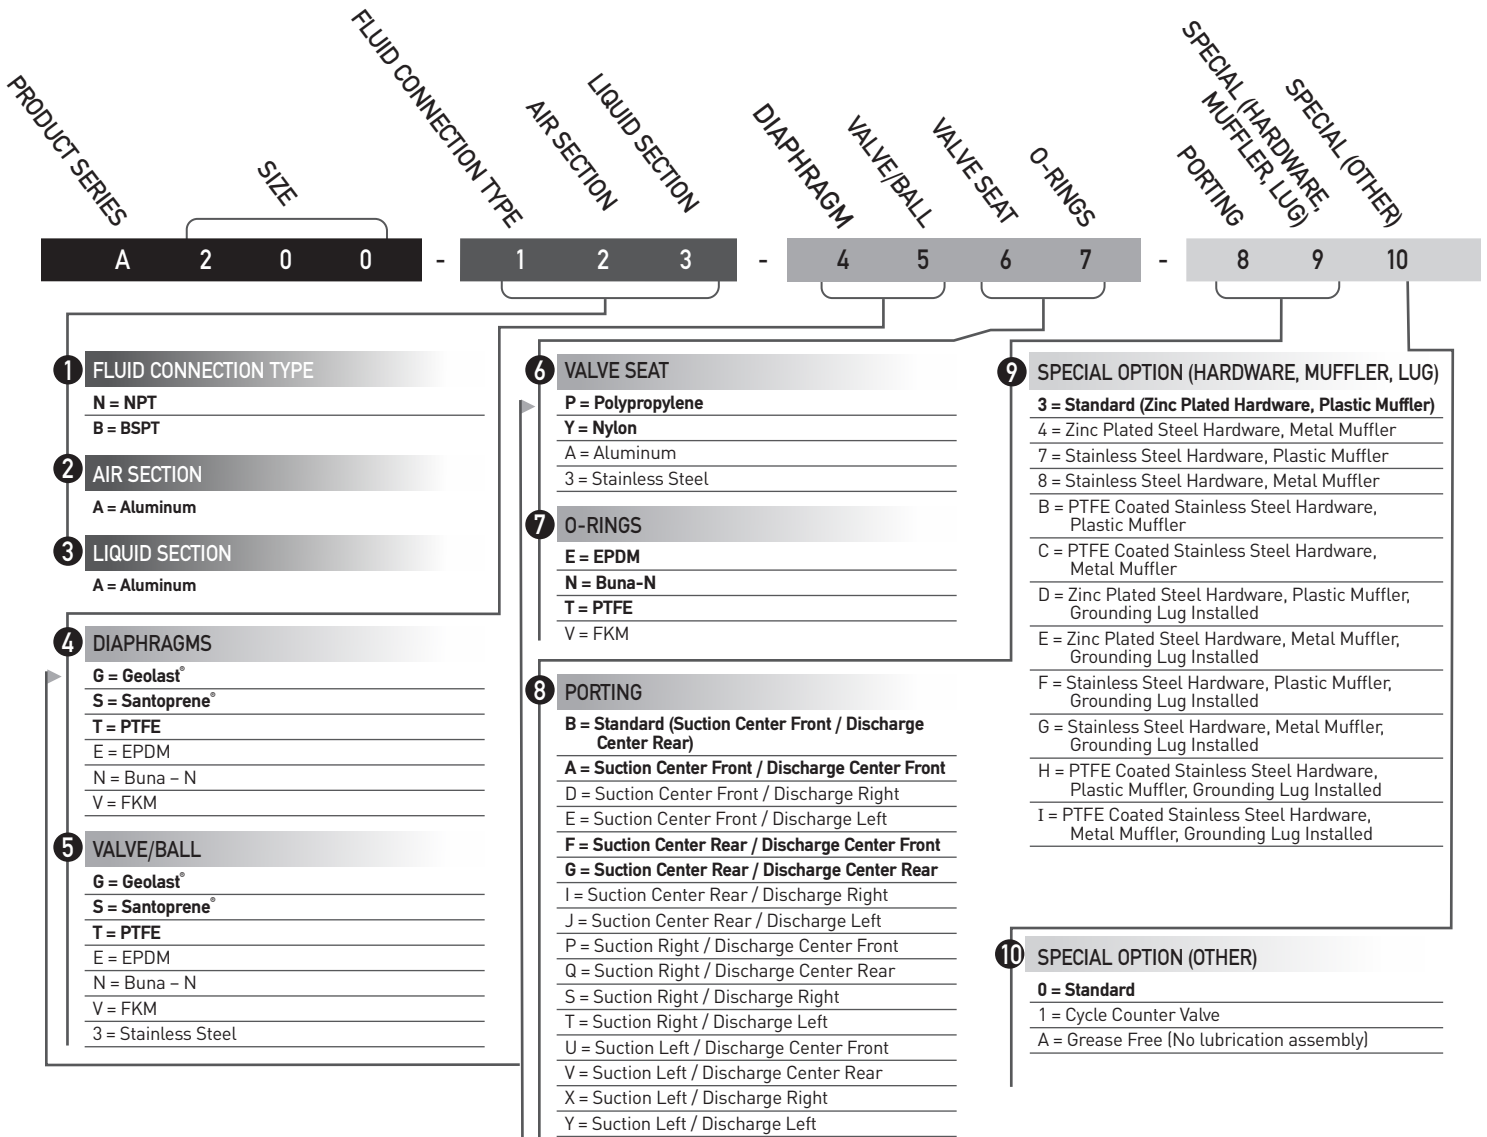 PRODUCT SERIES
SIZE
FLUID CONNECTION TYPE
AIR SECTION
LIQUID SECTION
DIAPHRAGM
VALVE/BALL
VALVE SEAT
O-RINGS
PORTING
SPECIAL (HARDWARE,
MUFFLER, LUG)
SPECIAL (OTHER)
A 2 0 0 - 1 2 3 - 4 5 6 7 - 8 9 10
1 FLUID CONNECTION TYPE
N = NPT
B = BSPT
2 AIR SECTION
A = Aluminum
3 LIQUID SECTION
A = Aluminum
4 DIAPHRAGMS
G = Geolast®
S = Santoprene®
T = PTFE
E = EPDM
N = Buna – N
V = FKM
5 VALVE/BALL
G = Geolast®
S = Santoprene®
T = PTFE
E = EPDM
N = Buna – N
V = FKM
3 = Stainless Steel
6 VALVE SEAT
P = Polypropylene
Y = Nylon
A = Aluminum
3 = Stainless Steel
7 O-RINGS
E = EPDM
N = Buna-N
T = PTFE
V = FKM
8 PORTING
B = Standard (Suction Center Front / Discharge
Center Rear)
A = Suction Center Front / Discharge Center Front
D = Suction Center Front / Discharge Right
E = Suction Center Front / Discharge Left
F = Suction Center Rear / Discharge Center Front
G = Suction Center Rear / Discharge Center Rear
I = Suction Center Rear / Discharge Right
J = Suction Center Rear / Discharge Left
P = Suction Right / Discharge Center Front
Q = Suction Right / Discharge Center Rear
S = Suction Right / Discharge Right
T = Suction Right / Discharge Left
U = Suction Left / Discharge Center Front
V = Suction Left / Discharge Center Rear
X = Suction Left / Discharge Right
Y = Suction Left / Discharge Left
9 SPECIAL OPTION (HARDWARE, MUFFLER, LUG)
3 = Standard (Zinc Plated Hardware, Plastic Muffler)
4 = Zinc Plated Steel Hardware, Metal Muffler
7 = Stainless Steel Hardware, Plastic Muffler
8 = Stainless Steel Hardware, Metal Muffler
B = PTFE Coated Stainless Steel Hardware,
Plastic Muffler
C = PTFE Coated Stainless Steel Hardware,
Metal Muffler
D = Zinc Plated Steel Hardware, Plastic Muffler,
Grounding Lug Installed
E = Zinc Plated Steel Hardware, Metal Muffler,
Grounding Lug Installed
F = Stainless Steel Hardware, Plastic Muffler,
Grounding Lug Installed
G = Stainless Steel Hardware, Metal Muffler,
Grounding Lug Installed
H = PTFE Coated Stainless Steel Hardware,
Plastic Muffler, Grounding Lug Installed
I = PTFE Coated Stainless Steel Hardware,
Metal Muffler, Grounding Lug Installed
10 SPECIAL OPTION (OTHER)
0 = Standard
1 = Cycle Counter Valve
A = Grease Free (No lubrication assembly)